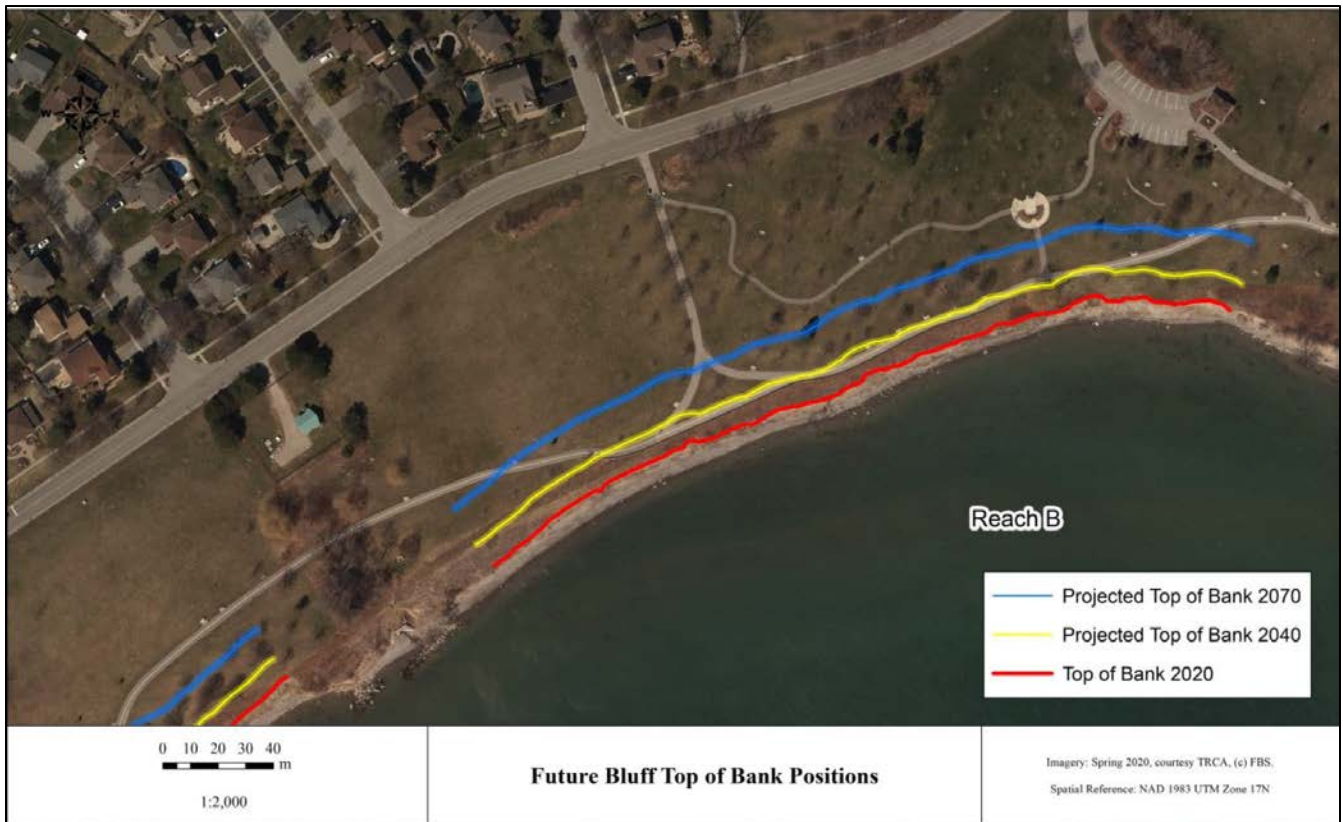 W E
Reach B
Projected Top of Bank 2070
Projected Top of Bank 2040
Top of Bank 2020
0 10 20 30 40
m
1:2,000
Future Bluff Top of Bank Positions
Imagery: Spring 2020, courtesy TRCA, (c) FBS.
Spatial Reference: NAD 1983 UTM Zone 17N